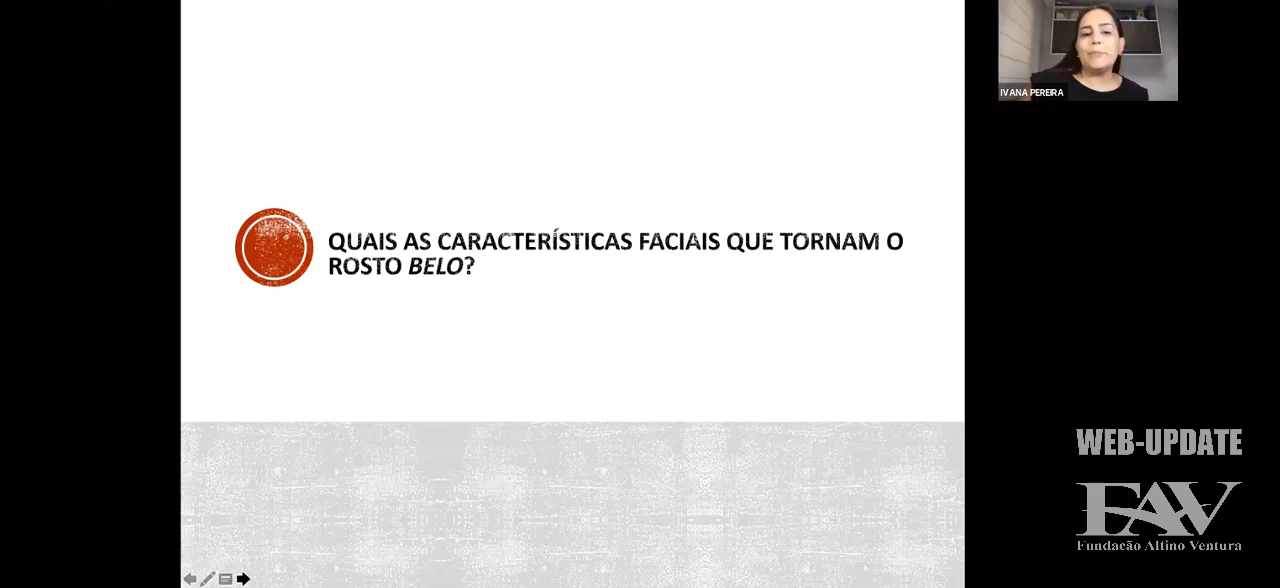 IVANA PEREIRA
QUAIS AS CARACTERÍSTICAS FACIAIS QUE TORNAM O
ROSTO BELO?
WEB-UPDATE
FAV
Fundação Altino Ventura